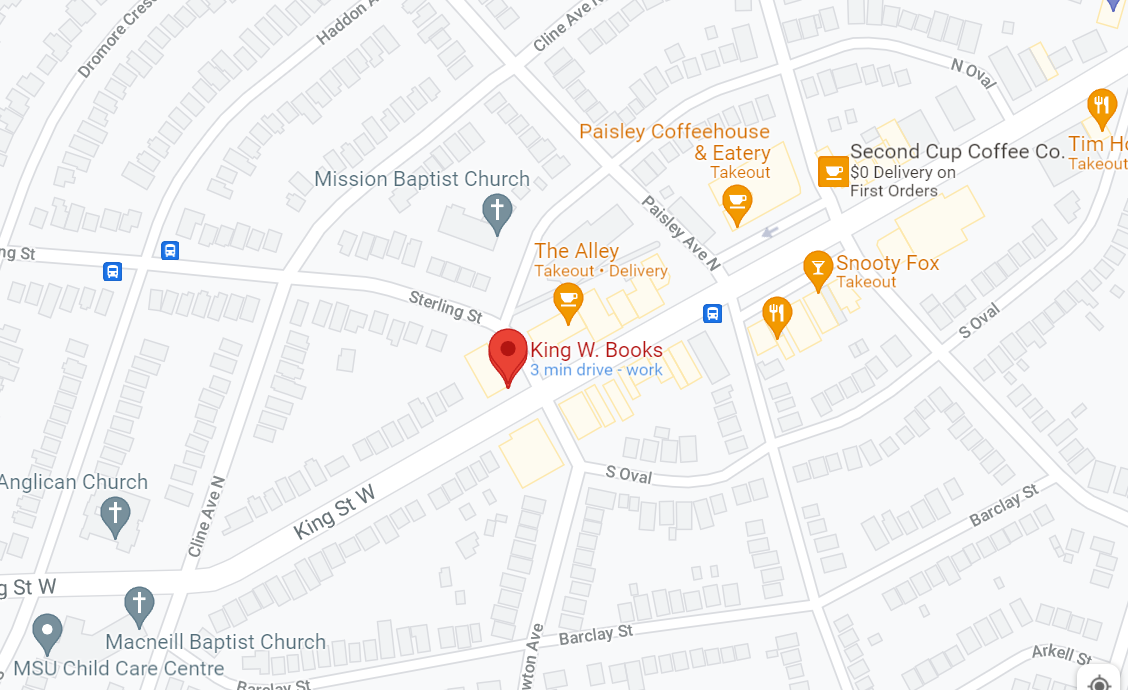 Dromore Cresc
Haddon A
Cline Ave N
N Oval
Paisley Coffeehouse
& Eatery
Takeout
Second Cup Coffee Co.
$0 Delivery on
First Orders
Tim Ho
Takeout
Mission Baptist Church
Paisley Ave N
ng St
The Alley
Takeout • Delivery
Snooty Fox
Takeout
Sterling St
S Oval
King W. Books
3 min drive - work
S Oval
Anglican Church
King St W
Cline Ave N
Barclay St
g St W
Macneill Baptist Church
MSU Child Care Centre
Barclay St
wton Ave
Arkell St
Barclay St